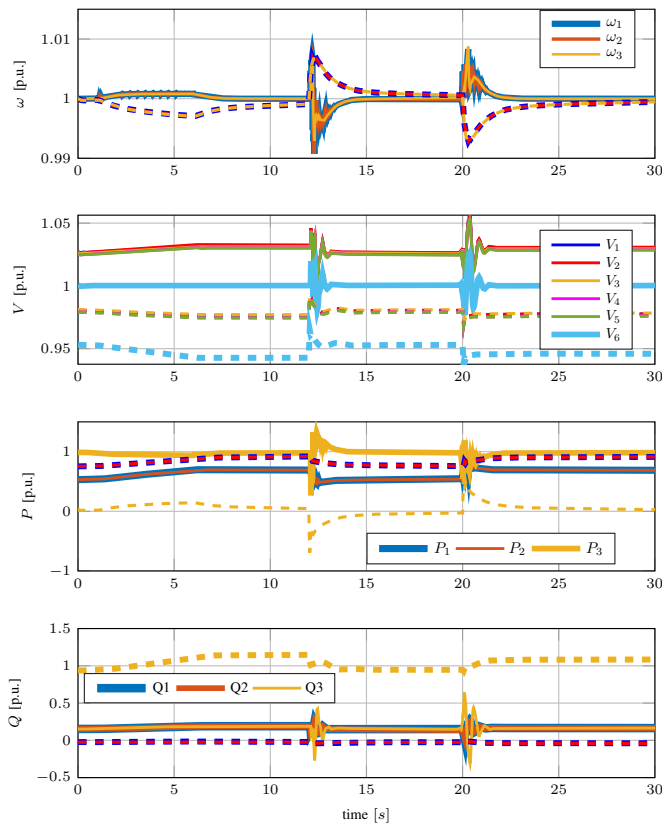 1.01
1
0.99
ω [p.u.]
ω₁
ω₂
ω₃
0 5 10 15 20 25 30
1.05
1
0.95
V [p.u.]
V₁
V₂
V₃
V₄
V₅
V₆
0 5 10 15 20 25 30
1
0
−1
P [p.u.]
P₁ P₂ P₃
0 5 10 15 20 25 30
1.5
1
0.5
0
−0.5
Q [p.u.]
Q1 Q2 Q3
0 5 10 15 20 25 30
time [s]